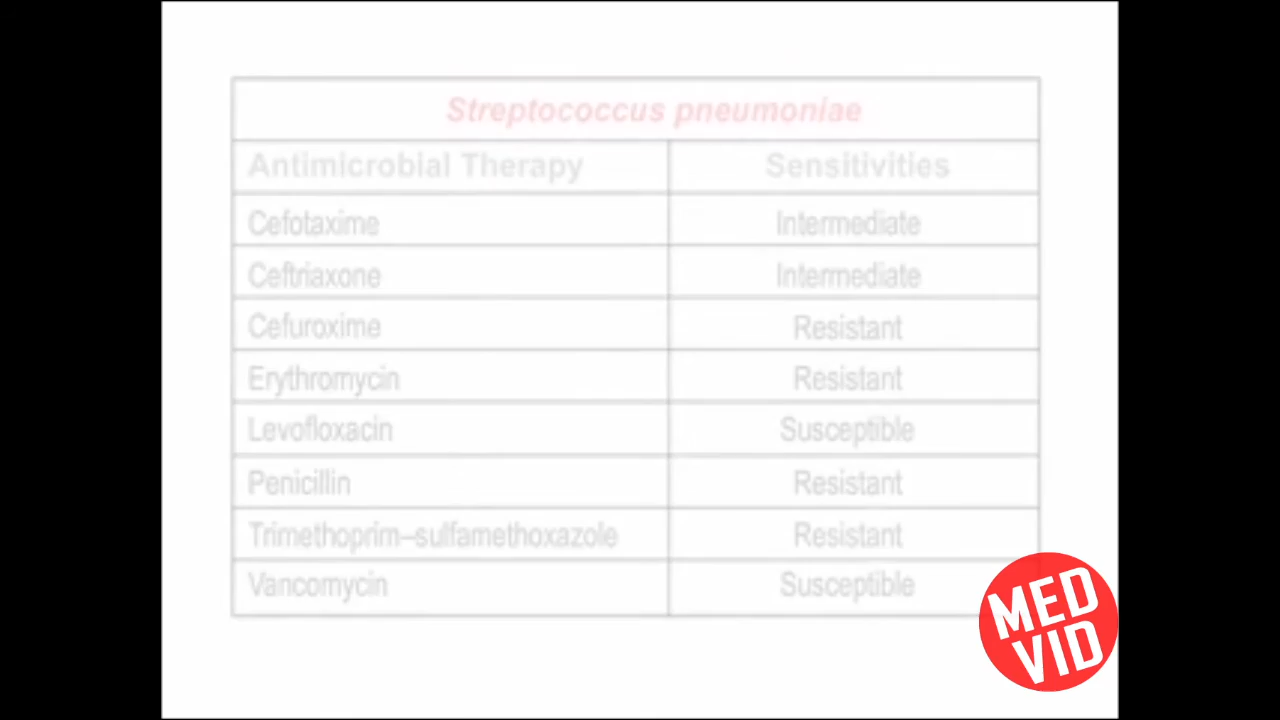 Streptococcus pneumoniae
Antimicrobial Therapy Sensitivities
Cefotaxime Intermediate
Ceftriaxone Intermediate
Cefuroxime Resistant
Erythromycin Resistant
Levofloxacin Susceptible
Penicillin Resistant
Trimethoprim–sulfamethoxazole Resistant
Vancomycin Susceptible
MED
VID